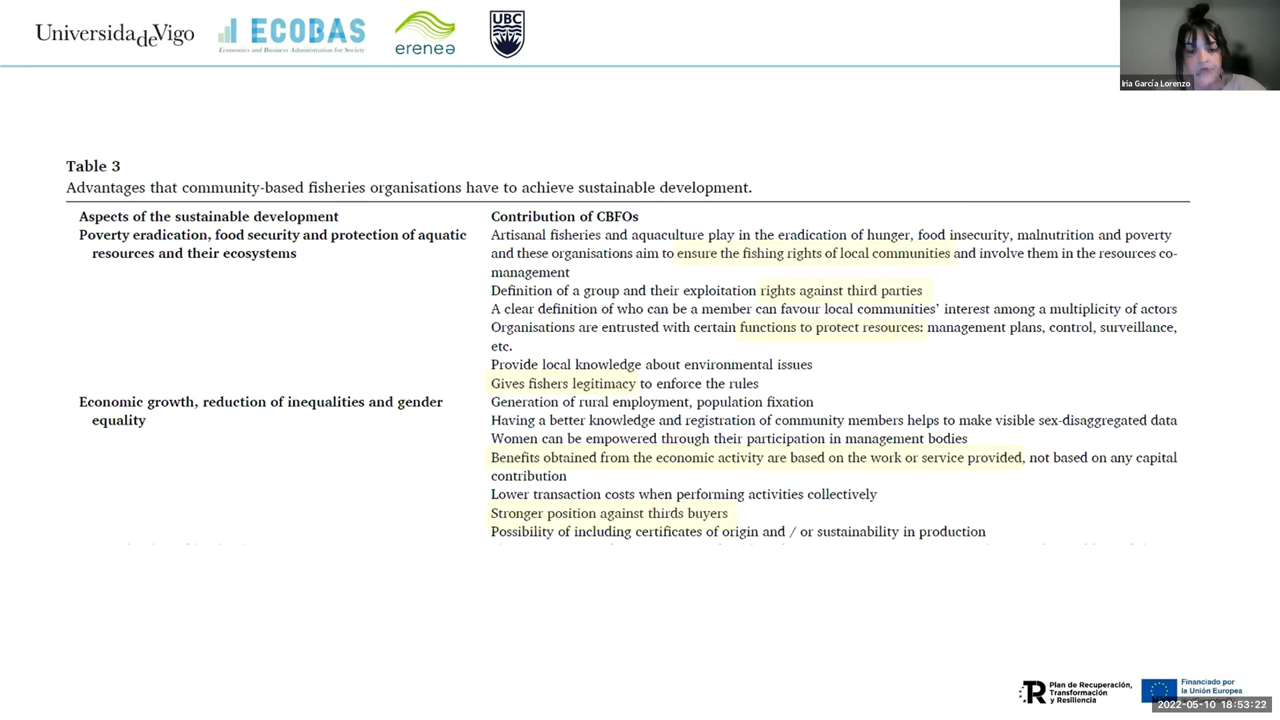 Universidade de Vigo
ECOBAS
Economics and Business Administration for Society
erenea
UBC
Iria García Lorenzo
Table 3
Advantages that community-based fisheries organisations have to achieve sustainable development.
Aspects of the sustainable development
Contribution of CBFOs
Poverty eradication, food security and protection of aquatic
resources and their ecosystems
Artisanal fisheries and aquaculture play in the eradication of hunger, food insecurity, malnutrition and poverty
and these organisations aim to ensure the fishing rights of local communities and involve them in the resources co-
management
Definition of a group and their exploitation rights against third parties
A clear definition of who can be a member can favour local communities' interest among a multiplicity of actors
Organisations are entrusted with certain functions to protect resources: management plans, control, surveillance,
etc.
Provide local knowledge about environmental issues
Gives fishers legitimacy to enforce the rules
Economic growth, reduction of inequalities and gender
equality
Generation of rural employment, population fixation
Having a better knowledge and registration of community members helps to make visible sex-disaggregated data
Women can be empowered through their participation in management bodies
Benefits obtained from the economic activity are based on the work or service provided, not based on any capital
contribution
Lower transaction costs when performing activities collectively
Stronger position against thirds buyers
Possibility of including certificates of origin and / or sustainability in production
R
Plan de Recuperación,
Transformación
y Resiliencia
Financiado por
la Unión Europea
2022-05-10 18:53:22